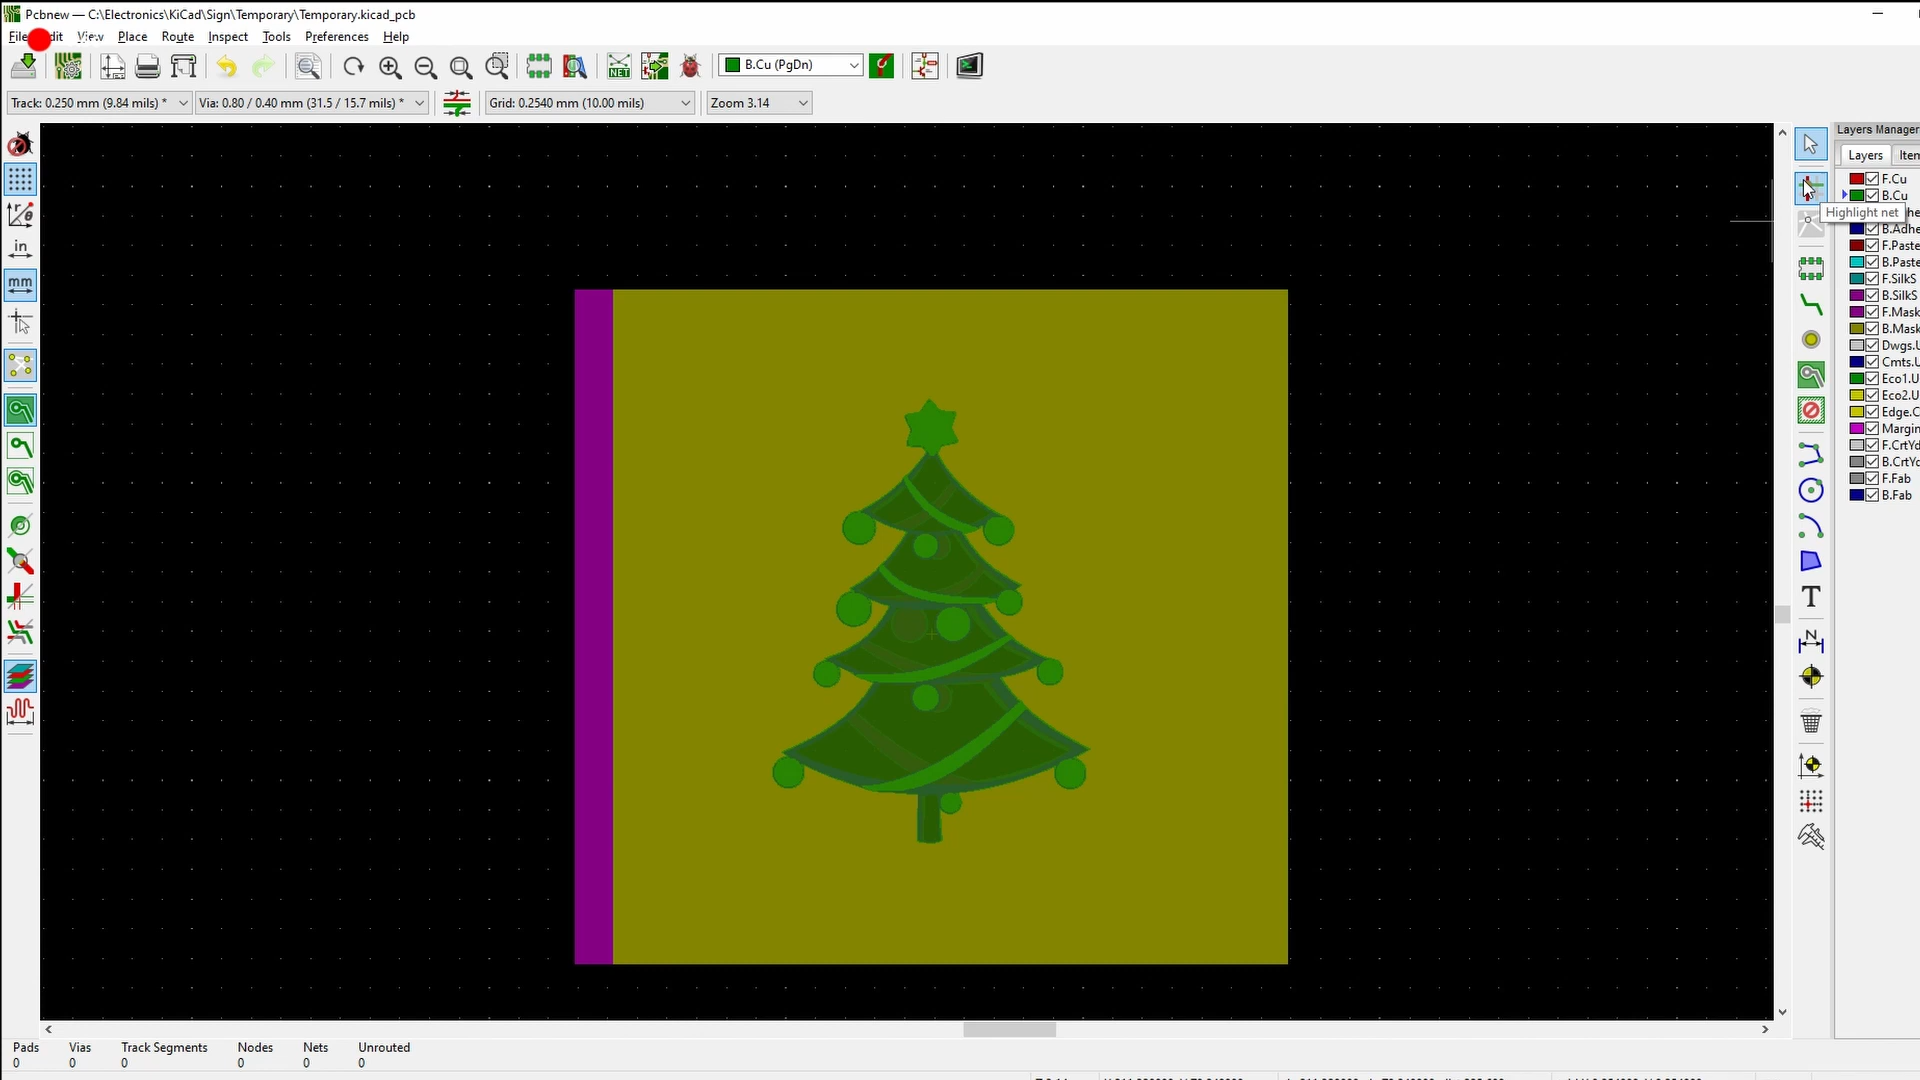 Pcbnew — C:\Electronics\KiCad\Sign\Temporary\Temporary.kicad_pcb
File Edit View Place Route Inspect Tools Preferences Help
NET
B.Cu (PgDn)
Track: 0.250 mm (9.84 mils) * Via: 0.80 / 0.40 mm (31.5 / 15.7 mils) * Grid: 0.2540 mm (10.00 mils) Zoom 3.14
Layers Manager
Layers Item
F.Cu
B.Cu
Highlight net
B.Adhe
F.Paste
B.Paste
F.SilkS
B.SilkS
F.Mask
B.Mask
Dwgs.U
Cmts.U
Eco1.U
Eco2.U
Edge.C
Margin
F.CrtYd
B.CrtYd
F.Fab
B.Fab
in
mm
T
N
Pads Vias Track Segments Nodes Nets Unrouted
0 0 0 0 0 0